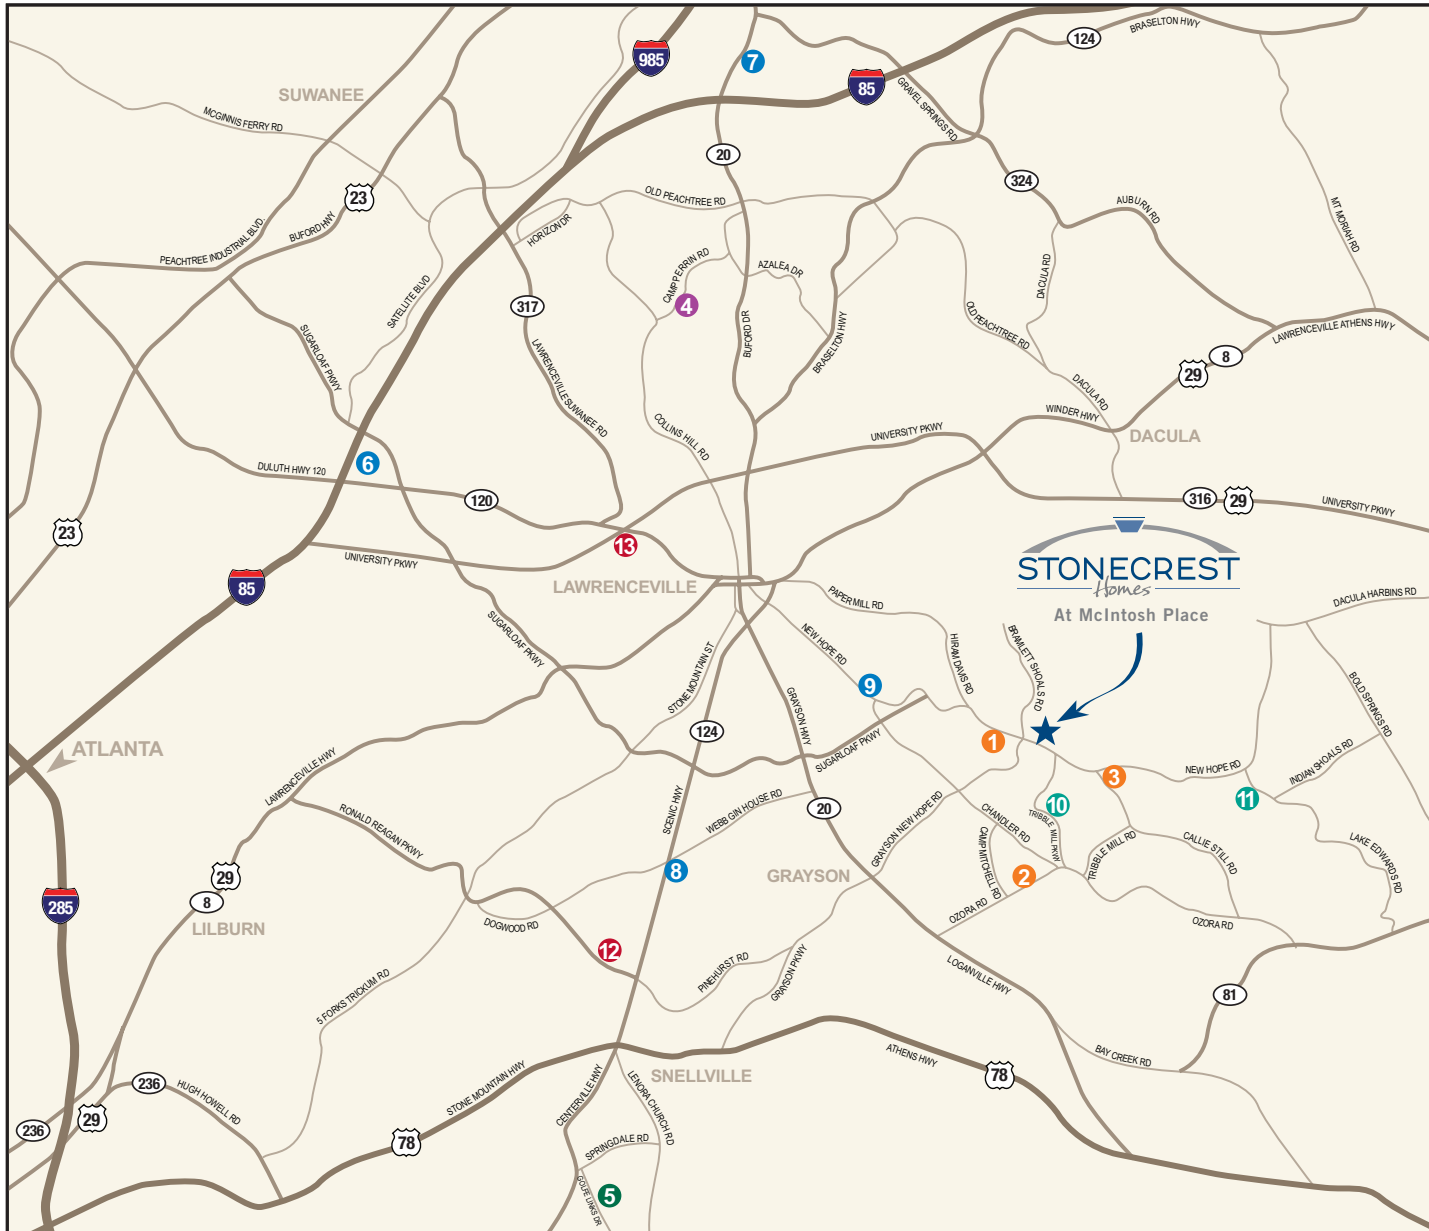 BRASELTON HWY
124
985
7
SUWANEE
85
GRAVEL SPRINGS RD
MCGINNIS FERRY RD
20
324
23
OLD PEACHTREE RD
AUBURN RD
MT MORIAH RD
BUFORD HWY
PEACHTREE INDUSTRIAL BLVD.
HORIZON DR
CAMP PERRIN RD
AZALEA DR
DACULA RD
SATELLITE BLVD
4
317
OLD PEACHTREE RD
BUFORD DR
BRASELTON HWY
LAWRENCEVILLE ATHENS HWY
8
29
SUGARLOAF PKWY
LAWRENCEVILLE SUWANEE RD
DACULA RD
WINDER HWY
COLLINS HILL RD
UNIVERSITY PKWY
DACULA
6
DULUTH HWY 120
120
316
29
UNIVERSITY PKWY
23
13
UNIVERSITY PKWY
STONECREST
Homes
At McIntosh Place
85
LAWRENCEVILLE
PAPER MILL RD
DACULA HARBINS RD
SUGARLOAF PKWY
NEW HOPE RD
HIRAM DAVIS RD
BRAMLETT SHOALS RD
STONE MOUNTAIN ST
9
BOLD SPRINGS RD
GRAYSON HWY
124
1
SUGARLOAF PKWY
ATLANTA
LAWRENCEVILLE HWY
NEW HOPE RD
INDIAN SHOALS RD
3
10
11
SCENIC HWY
WEBB GIN HOUSE RD
20
RONALD REAGAN PKWY
GRAYSON NEW HOPE RD
CHANDLER RD
TRIBBLE MILL PKWY
CAMP MITCHELL RD
TRIBBLE MILL RD
CALLIE STILL RD
LAKE EDWARDS RD
8
GRAYSON
2
29
8
285
LILBURN
DOGWOOD RD
OZORA RD
OZORA RD
12
PINEHURST RD
GRAYSON PKWY
LOGANVILLE HWY
5 FORKS TRICKUM RD
81
ATHENS HWY
BAY CREEK RD
SNELLVILLE
78
236
HUGH HOWELL RD
STONE MOUNTAIN HWY
CENTERVILLE HWY
LENORA CHURCH RD
29
236
78
SPRINGDALE RD
GOLFE LINKS DR
5